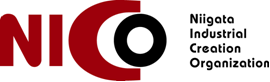 NICO
Niigata
Industrial
Creation
Organization